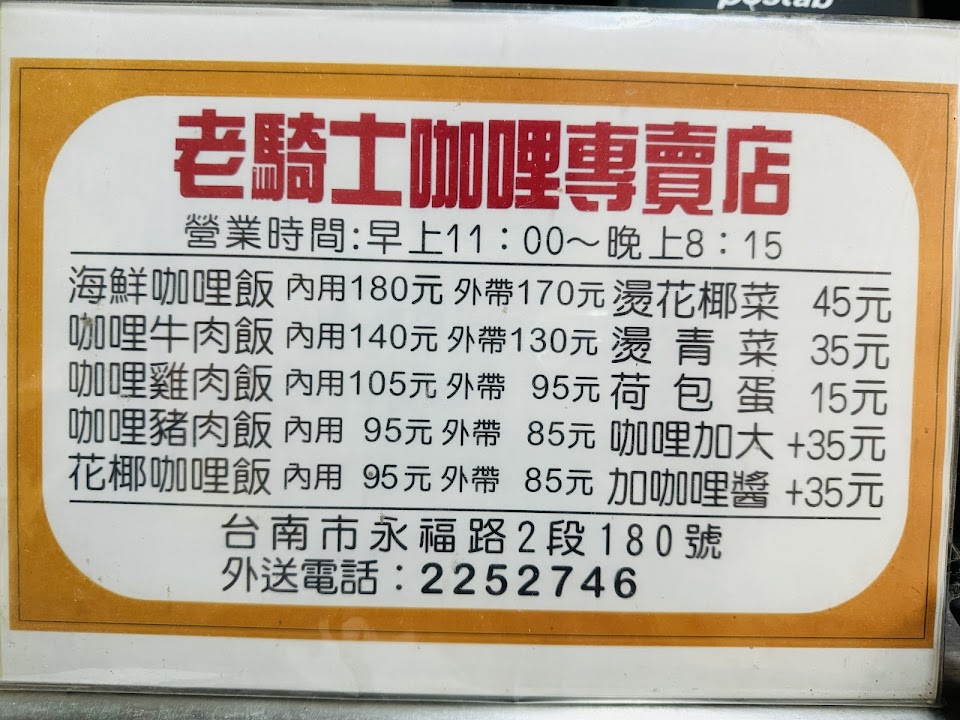 老騎士咖哩專賣店
營業時間:早上11：00～晚上8：15
海鮮咖哩飯 內用180元 外帶170元 燙花椰菜 45元
咖哩牛肉飯 內用140元 外帶130元 燙青菜 35元
咖哩雞肉飯 內用105元 外帶 95元 荷包蛋 15元
咖哩豬肉飯 內用 95元 外帶 85元 咖哩加大 +35元
花椰咖哩飯 內用 95元 外帶 85元 加咖哩醬 +35元
台南市永福路2段180號
外送電話：2252746